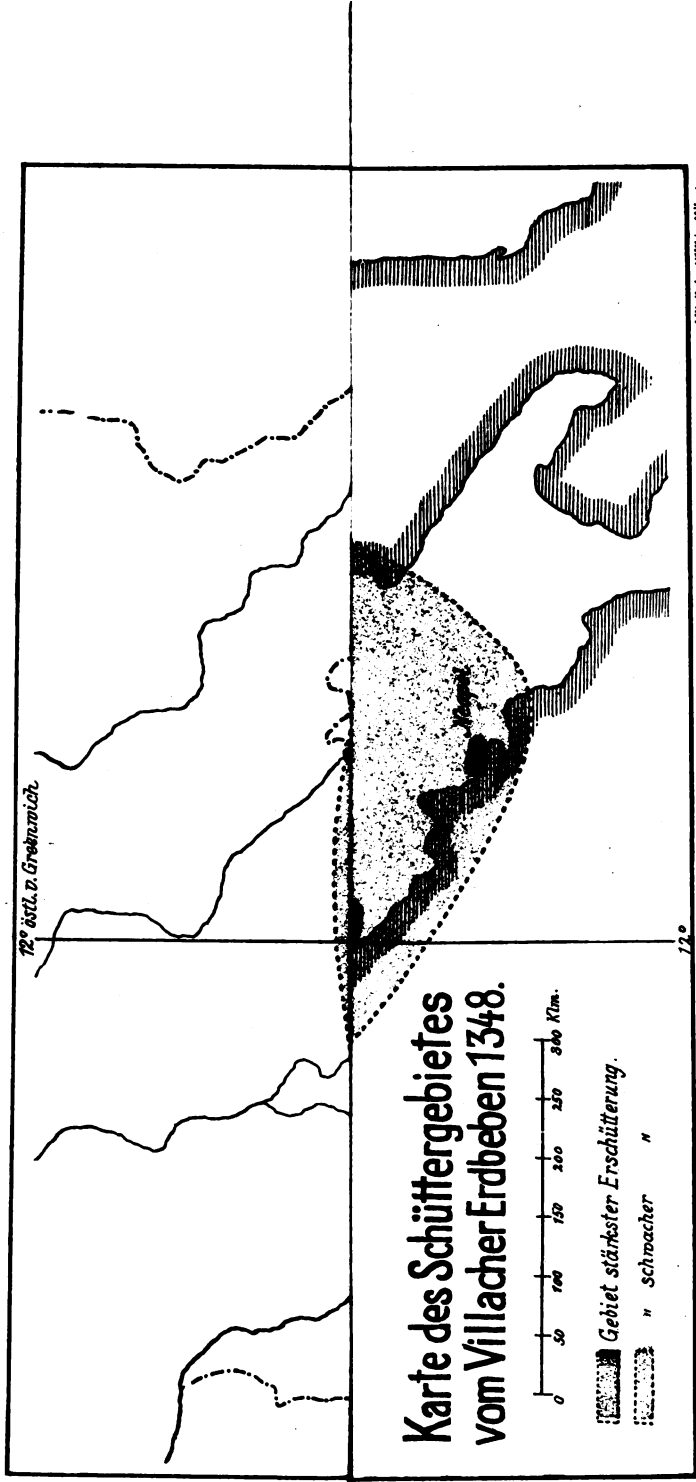 12° östl. v. Greenwich
Neapel
12°
Karte des Schüttergebietes
vom Villacher Erdbeben 1348.
0 50 100 150 200 250 300 Klm.
Gebiet stärkster Erschütterung.
" schwacher "